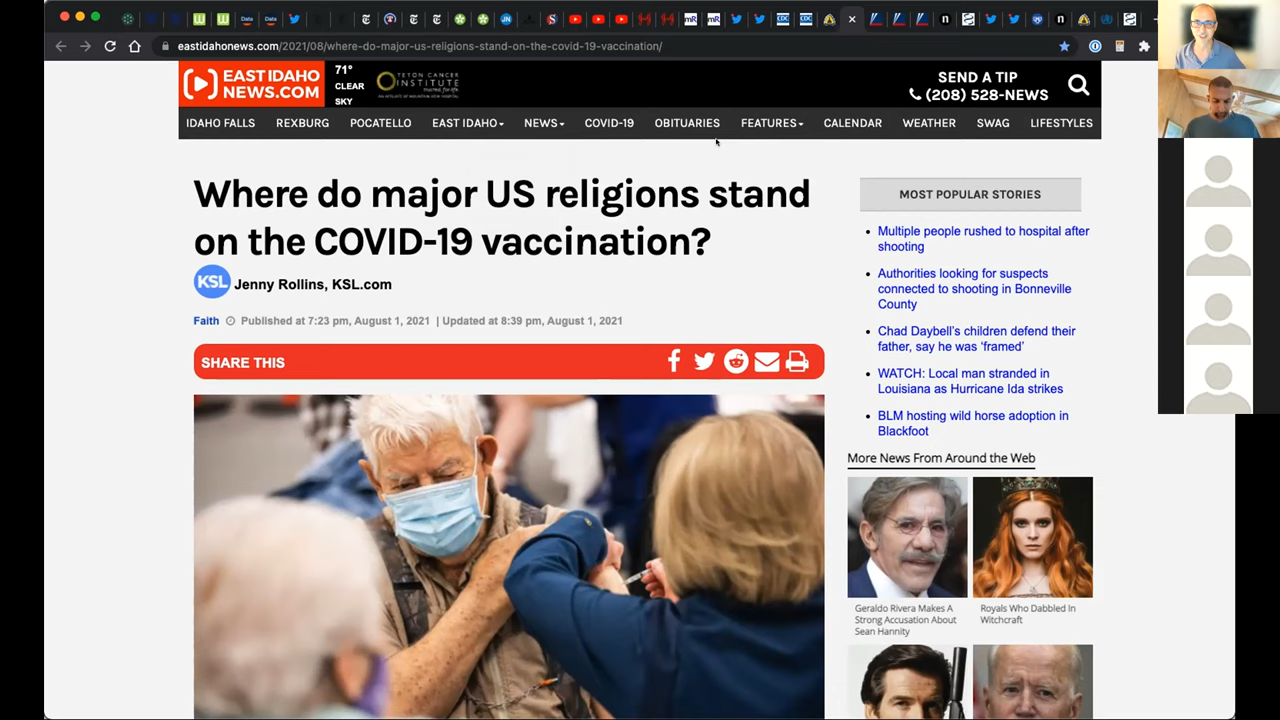 eastidahonews.com/2021/08/where-do-major-us-religions-stand-on-the-covid-19-vaccination/
EAST IDAHO
NEWS.COM
71°
CLEAR
SKY
TETON CANCER
INSTITUTE
SEND A TIP
(208) 528-NEWS
IDAHO FALLS REXBURG POCATELLO EAST IDAHO NEWS COVID-19 OBITUARIES FEATURES CALENDAR WEATHER SWAG LIFESTYLES
Where do major US religions stand
on the COVID-19 vaccination?
KSL Jenny Rollins, KSL.com
Faith Published at 7:23 pm, August 1, 2021 | Updated at 8:39 pm, August 1, 2021
SHARE THIS
MOST POPULAR STORIES
Multiple people rushed to hospital after
shooting
Authorities looking for suspects
connected to shooting in Bonneville
County
Chad Daybell's children defend their
father, say he was 'framed'
WATCH: Local man stranded in
Louisiana as Hurricane Ida strikes
BLM hosting wild horse adoption in
Blackfoot
More News From Around the Web
Geraldo Rivera Makes A
Strong Accusation About
Sean Hannity
Royals Who Dabbled In
Witchcraft